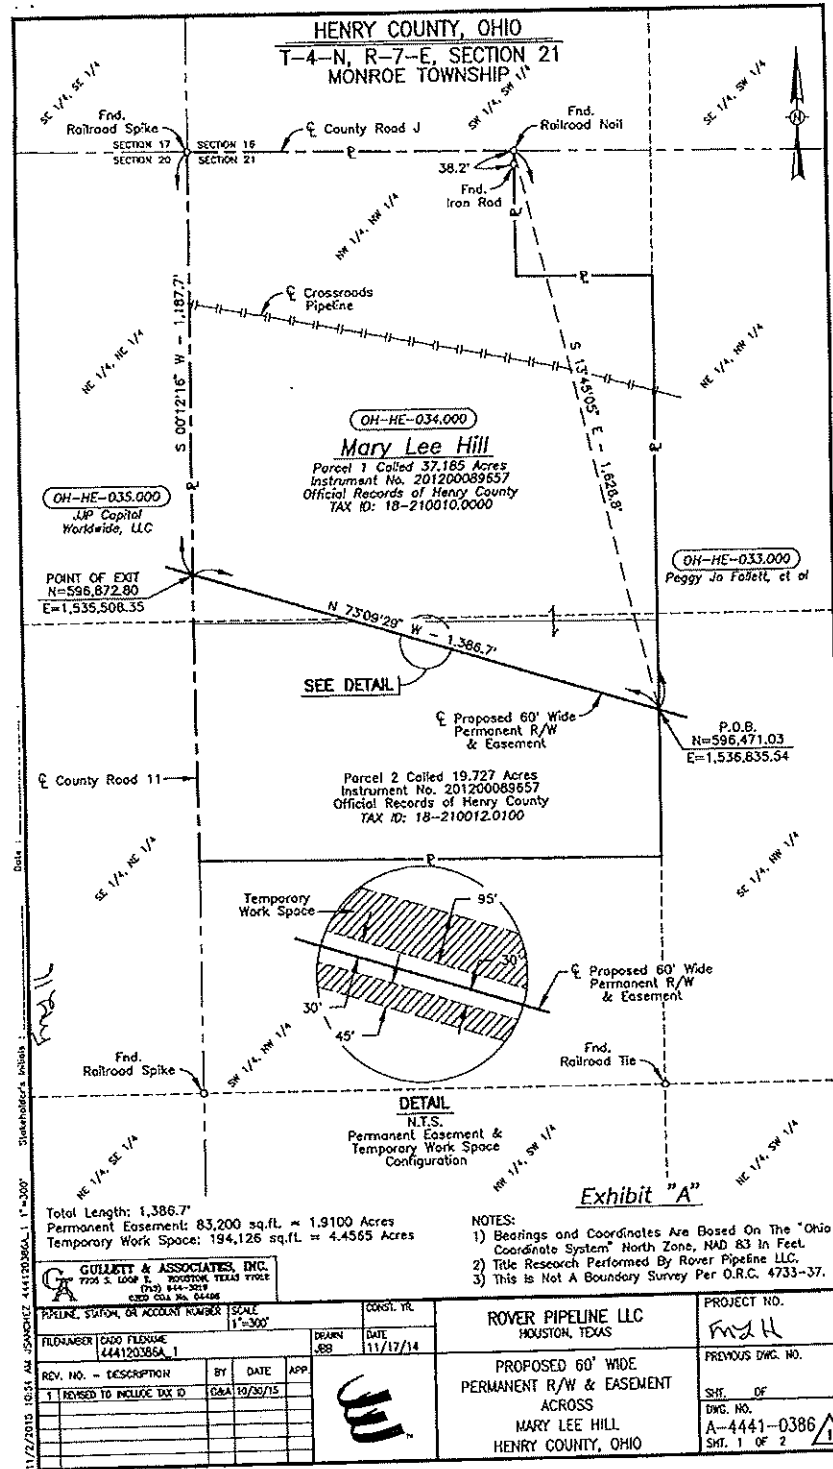 HENRY COUNTY, OHIO
T-4-N, R-7-E, SECTION 21
MONROE TOWNSHIP
SE 1/4, SE 1/4
SW 1/4, SW 1/4
SE 1/4, SW 1/4
Fnd.
Railroad Spike
℄ County Road J
Fnd.
Railroad Nail
N
SECTION 17
SECTION 16
SECTION 20
SECTION 21
38.2'
Fnd.
Iron Rod
NW 1/4, NW 1/4
℄ Crossroads
Pipeline
S 00°12'16" W - 1,187.7'
S 13°45'05" E - 1,628.8'
NE 1/4, NE 1/4
NE 1/4, NW 1/4
OH-HE-034.000
Mary Lee Hill
Parcel 1 Called 37.185 Acres
Instrument No. 201200089657
Official Records of Henry County
TAX ID: 18-210010.0000
OH-HE-035.000
JJP Capital
Worldwide, LLC
OH-HE-033.000
Peggy Jo Follett, et al
POINT OF EXIT
N=596,872.80
E=1,535,508.35
N 73°09'29" W - 1,386.7'
SEE DETAIL
℄ Proposed 60' Wide
Permanent R/W
& Easement
P.O.B.
N=596,471.03
E=1,536,835.54
℄ County Road 11
Parcel 2 Called 19.727 Acres
Instrument No. 201200089657
Official Records of Henry County
TAX ID: 18-210012.0100
SE 1/4, NE 1/4
SE 1/4, NW 1/4
Temporary
Work Space
95'
30'
30'
45'
℄ Proposed 60' Wide
Permanent R/W
& Easement
SW 1/4, NW 1/4
Fnd.
Railroad Spike
Fnd.
Railroad Tie
DETAIL
N.T.S.
Permanent Easement &
Temporary Work Space
Configuration
NE 1/4, SE 1/4
NW 1/4, SW 1/4
NE 1/4, SW 1/4
Exhibit "A"
Total Length: 1,386.7'
Permanent Easement: 83,200 sq.ft. = 1.9100 Acres
Temporary Work Space: 194,126 sq.ft. = 4.4565 Acres
NOTES:
1) Bearings and Coordinates Are Based On The "Ohio
Coordinate System" North Zone, NAD 83 In Feet.
2) Title Research Performed By Rover Pipeline LLC.
3) This Is Not A Boundary Survey Per O.R.C. 4733-37.
GULLETT & ASSOCIATES, INC.
HOUSTON, TEXAS
PIPELINE, STATION, OR ACCOUNT NUMBER
SCALE
1"=300'
CONST. YR.
FILENUMBER
CADD FILENAME
444120386A_1
DRAWN
JBB
DATE
11/17/14
REV. NO. - DESCRIPTION
BY
DATE
APP
1
REVISED TO INCLUDE TAX ID
G&A
10/30/15
ROVER PIPELINE LLC
HOUSTON, TEXAS
PROPOSED 60' WIDE
PERMANENT R/W & EASEMENT
ACROSS
MARY LEE HILL
HENRY COUNTY, OHIO
PROJECT NO.
PREVIOUS DWG. NO.
SHT. OF
DWG. NO.
A-4441-0386
SHT. 1 OF 2
1
Date :
Stakeholder's Initials :
11/2/2015 10:54 AM JSANCHEZ 444120386A_1 1"=300'